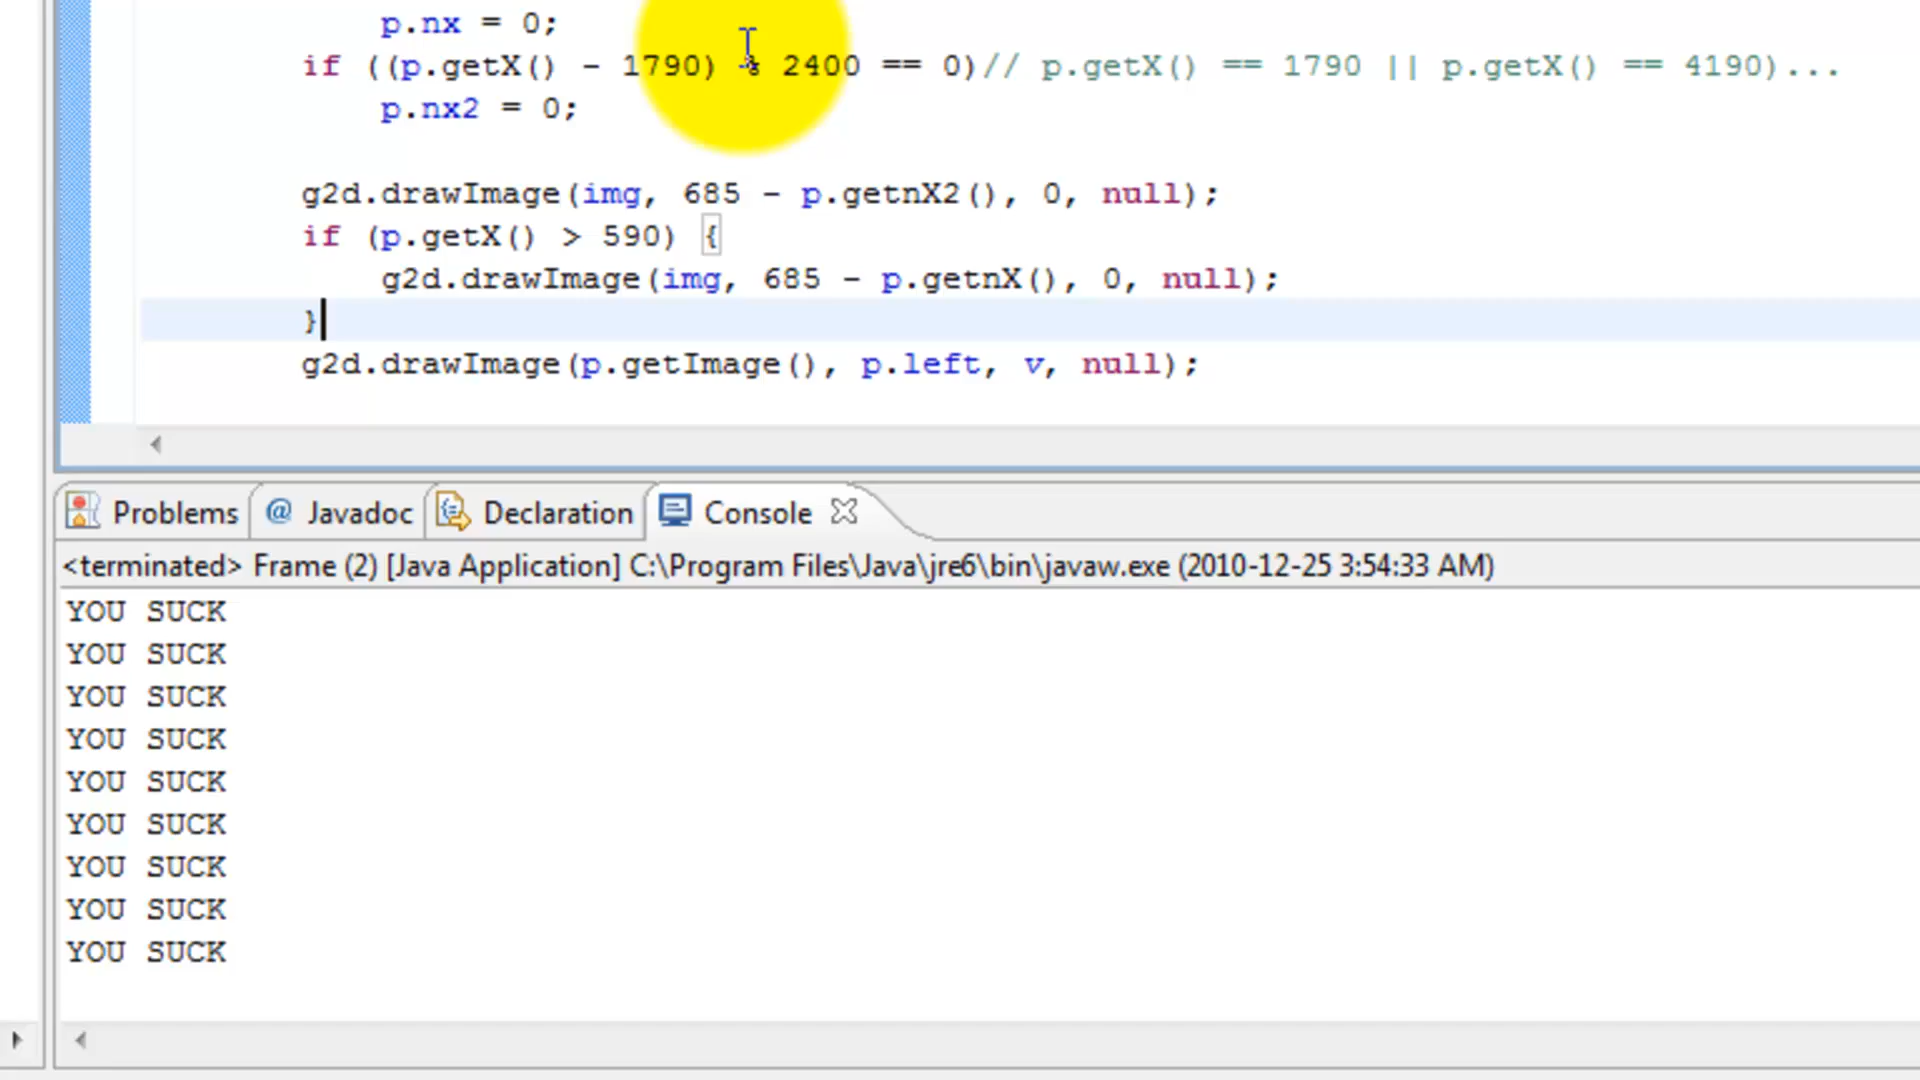 p.nx = 0;
if ((p.getX() - 1790) % 2400 == 0)// p.getX() == 1790 || p.getX() == 4190)...
p.nx2 = 0;
g2d.drawImage(img, 685 - p.getnX2(), 0, null);
if (p.getX() > 590) {
g2d.drawImage(img, 685 - p.getnX(), 0, null);
}
g2d.drawImage(p.getImage(), p.left, v, null);
Problems @ Javadoc Declaration Console
<terminated> Frame (2) [Java Application] C:\Program Files\Java\jre6\bin\javaw.exe (2010-12-25 3:54:33 AM)
YOU SUCK
YOU SUCK
YOU SUCK
YOU SUCK
YOU SUCK
YOU SUCK
YOU SUCK
YOU SUCK
YOU SUCK